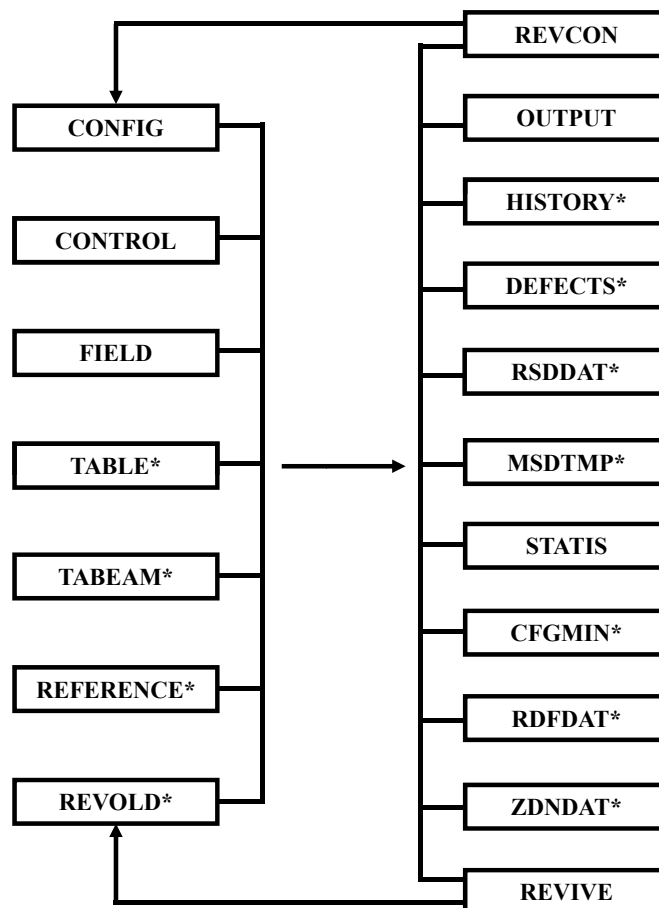 CONFIG
CONTROL
FIELD
TABLE*
TABEAM*
REFERENCE*
REVOLD*
REVCON
OUTPUT
HISTORY*
DEFECTS*
RSDDAT*
MSDTMP*
STATIS
CFGMIN*
RDFDAT*
ZDNDAT*
REVIVE